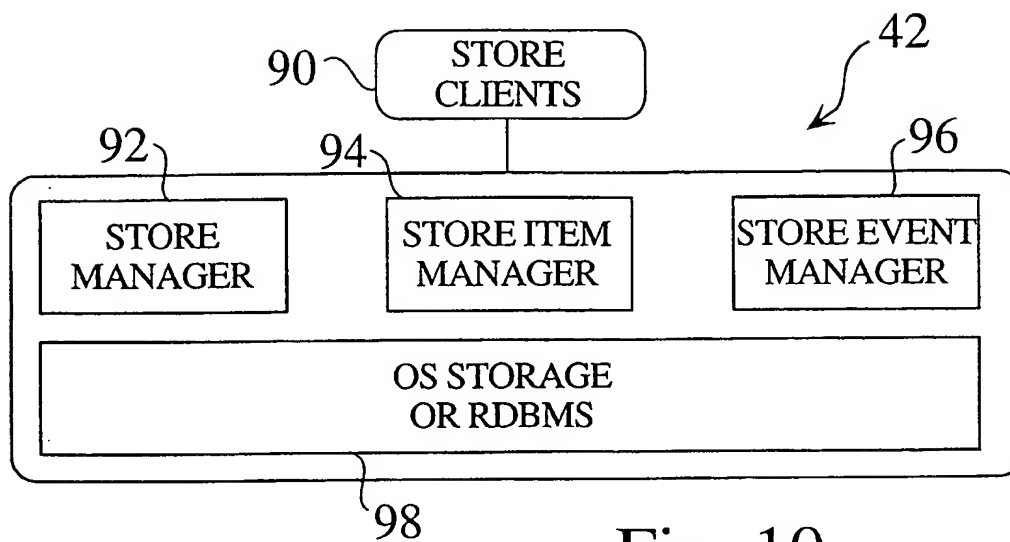 42
90
STORE
CLIENTS
92
94
96
STORE
MANAGER
STORE ITEM
MANAGER
STORE EVENT
MANAGER
OS STORAGE
OR RDBMS
98